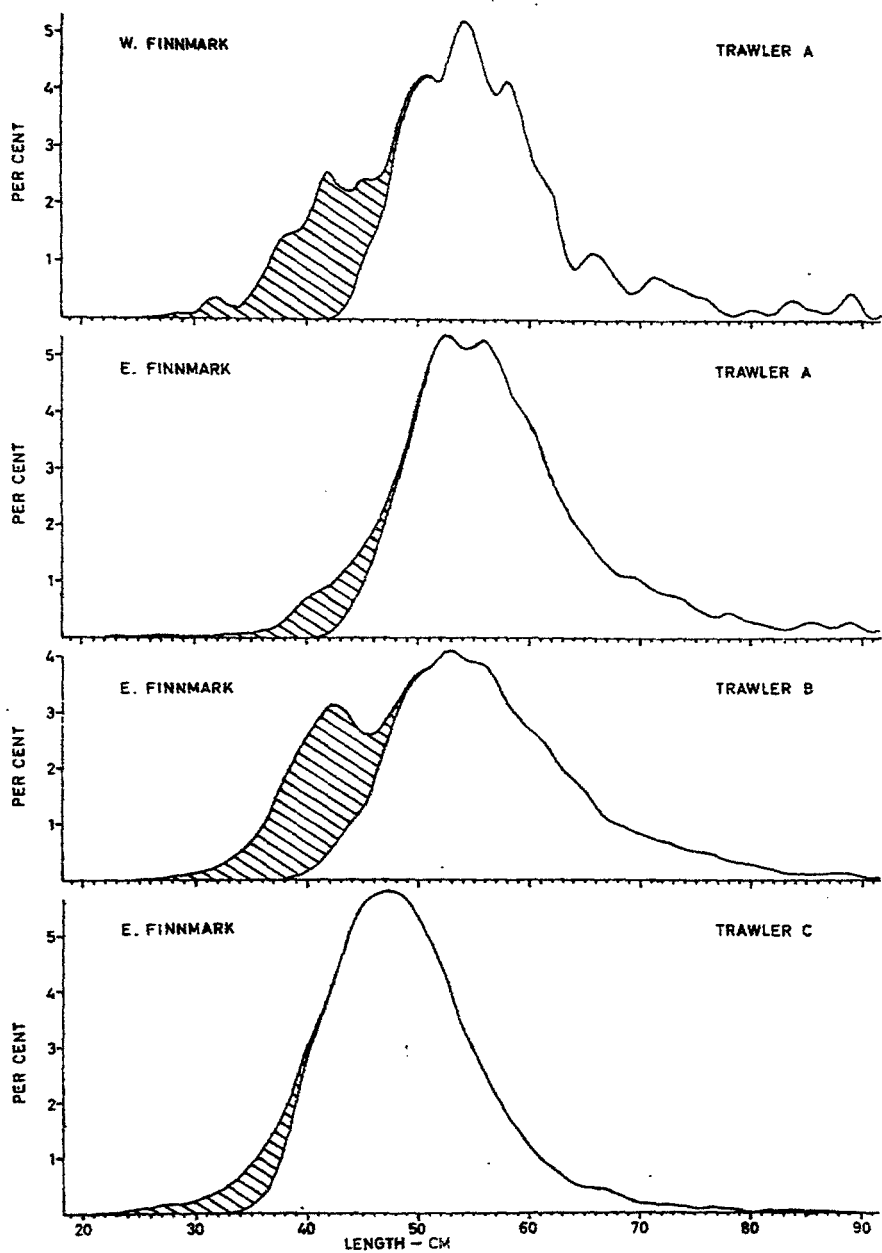 W. FINNMARK
TRAWLER A
PER CENT
5
4
3
2
1
E. FINNMARK
TRAWLER A
PER CENT
5
4
3
2
1
E. FINNMARK
TRAWLER B
PER CENT
4
3
2
1
E. FINNMARK
TRAWLER C
PER CENT
5
4
3
2
1
20 30 40 50 60 70 80 90
LENGTH – CM